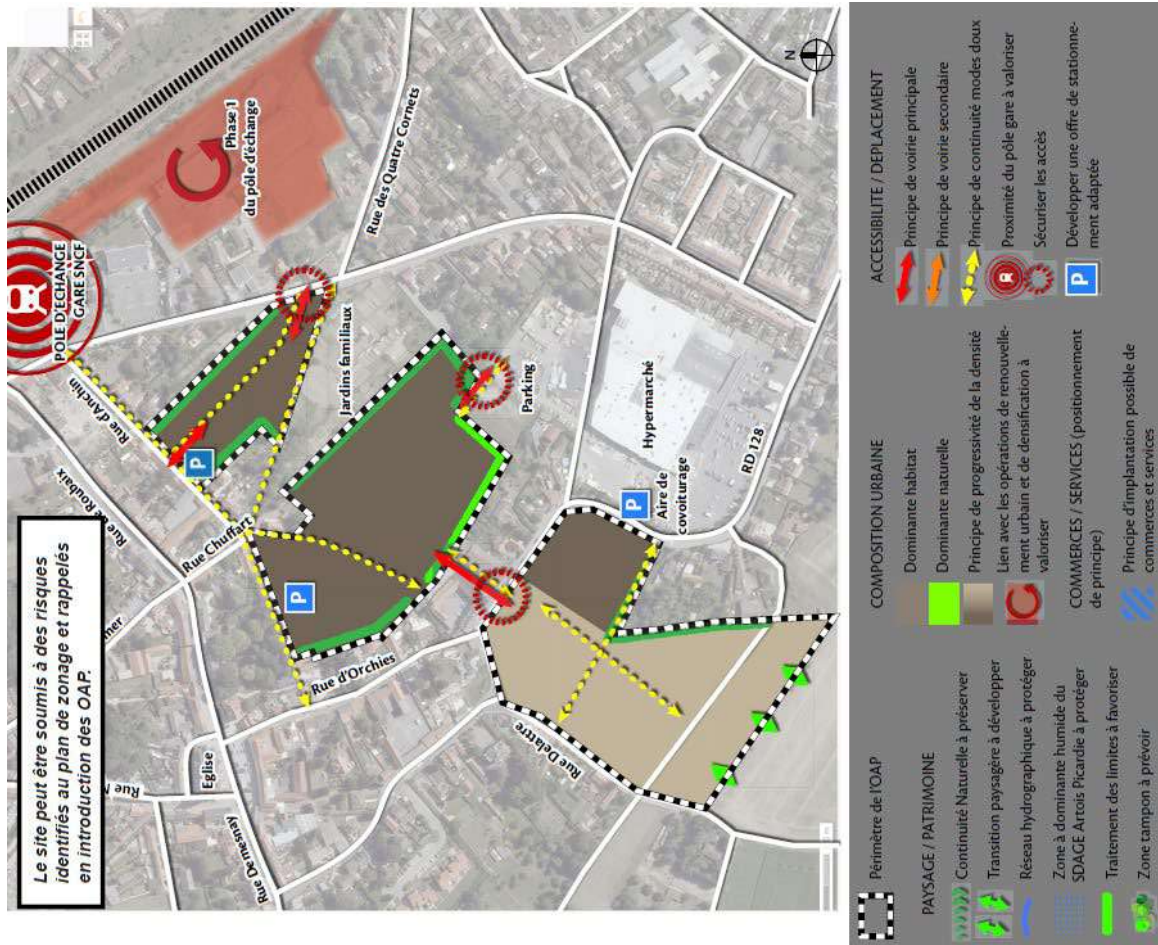 Le site peut être soumis à des risques
identifiés au plan de zonage et rappelés
en introduction des OAP.
POLE D'ECHANGE
GARE SNCF
Phase 1
du pôle d'échange
N
Rue d'Anchin
Rue de Roubaix
Rue des Quatre Cornets
Jardins familiaux
Rue Chuffart
P
P
Parking
Rue d'Orchies
Eglise
Rue Demesnay
Rue Delattre
Hypermarché
P
Aire de
covoiturage
RD 128
Périmètre de l'OAP
PAYSAGE / PATRIMOINE
Continuité Naturelle à préserver
Transition paysagère à développer
Réseau hydrographique à protéger
Zone à dominante humide du
SDAGE Artois Picardie à protéger
Traitement des limites à favoriser
Zone tampon à prévoir
COMPOSITION URBAINE
Dominante habitat
Dominante naturelle
Principe de progressivité de la densité
Lien avec les opérations de renouvelle-
ment urbain et de densification à
valoriser
COMMERCES / SERVICES (positionnement
de principe)
Principe d'implantation possible de
commerces et services
ACCESSIBILITE / DEPLACEMENT
Principe de voirie principale
Principe de voirie secondaire
Principe de continuité modes doux
Proximité du pôle gare à valoriser
Sécuriser les accès
P
Développer une offre de stationne-
ment adaptée